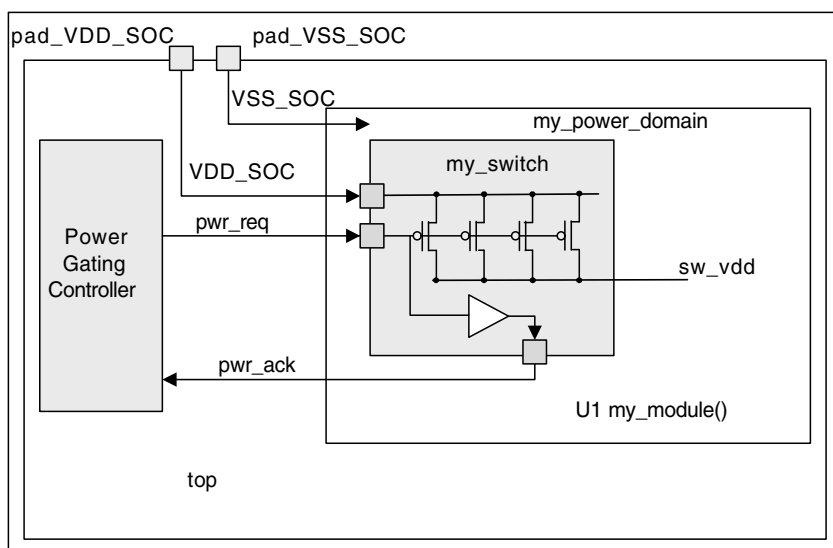 pad_VDD_SOC
pad_VSS_SOC
VSS_SOC
my_power_domain
VDD_SOC
my_switch
pwr_req
Power
Gating
Controller
sw_vdd
pwr_ack
U1 my_module()
top